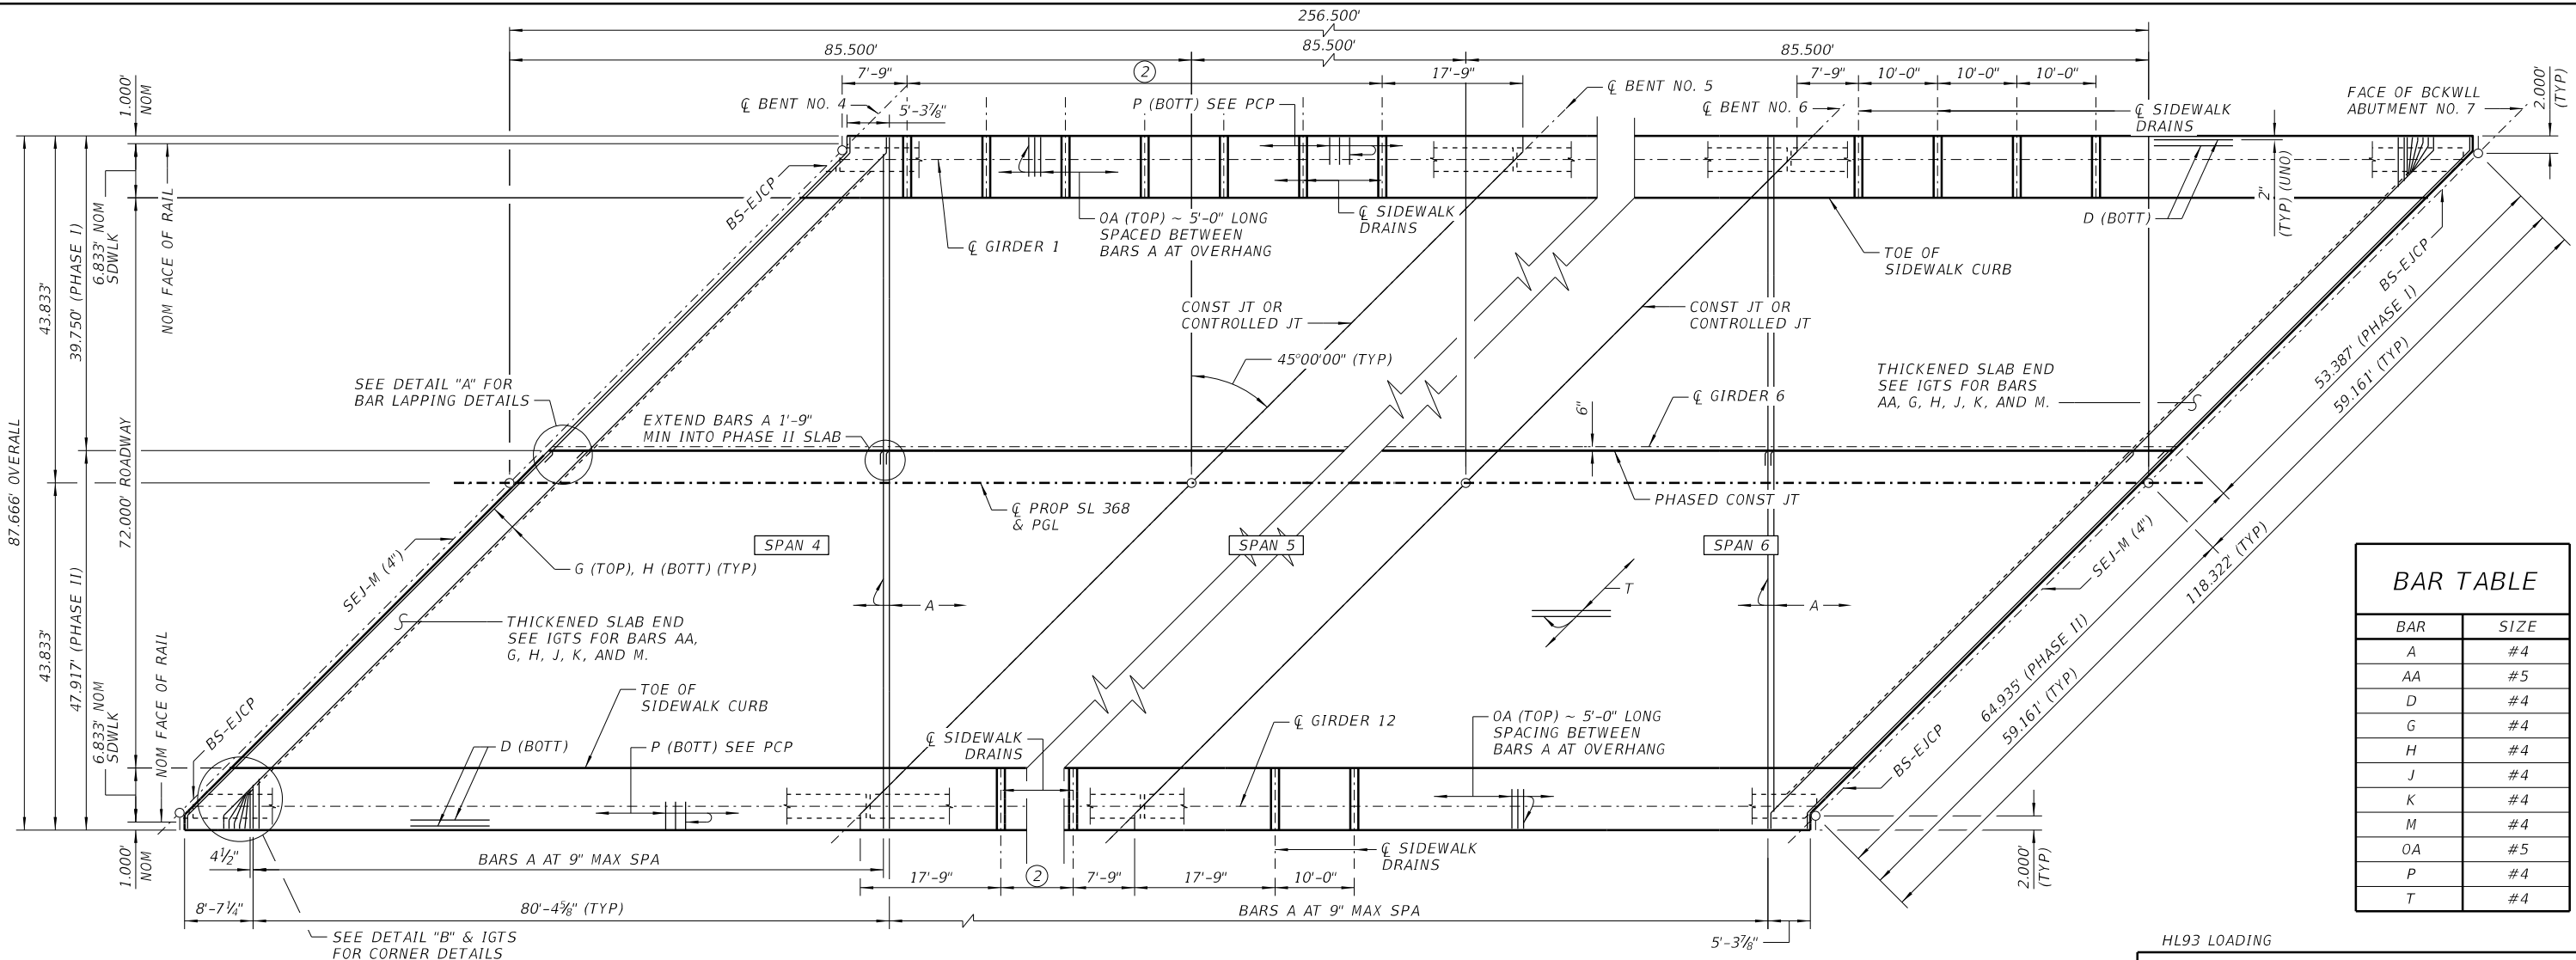 256.500'
85.500'
85.500'
85.500'
7'-9"
2
17'-9"
7'-9"
10'-0"
10'-0"
10'-0"
1.000'
NOM
℄ BENT NO. 4
5'-3⅞"
P (BOTT) SEE PCP
℄ BENT NO. 5
℄ BENT NO. 6
℄ SIDEWALK
DRAINS
FACE OF BCKWLL
ABUTMENT NO. 7
2.000'
(TYP)
BS-EJCP
OA (TOP) ~ 5'-0" LONG
SPACED BETWEEN
BARS A AT OVERHANG
℄ SIDEWALK
DRAINS
℄ GIRDER 1
TOE OF
SIDEWALK CURB
D (BOTT)
2"
(TYP) (UNO)
BS-EJCP
87.666' OVERALL
43.833'
43.833'
39.750' (PHASE I)
47.917' (PHASE II)
6.833' NOM
SDWLK
72.000' ROADWAY
6.833' NOM
SDWLK
NOM FACE OF RAIL
NOM FACE OF RAIL
CONST JT OR
CONTROLLED JT
CONST JT OR
CONTROLLED JT
45°00'00" (TYP)
SEE DETAIL "A" FOR
BAR LAPPING DETAILS
EXTEND BARS A 1'-9"
MIN INTO PHASE II SLAB
6"
℄ GIRDER 6
THICKENED SLAB END
SEE IGTS FOR BARS
AA, G, H, J, K, AND M.
53.387' (PHASE I)
59.161' (TYP)
118.322' (TYP)
64.935' (PHASE II)
59.161' (TYP)
℄ PROP SL 368
& PGL
PHASED CONST JT
SPAN 4
SPAN 5
SPAN 6
SEJ-M (4")
G (TOP), H (BOTT) (TYP)
SEJ-M (4")
T
A
A
THICKENED SLAB END
SEE IGTS FOR BARS AA,
G, H, J, K, AND M.
TOE OF
SIDEWALK CURB
BS-EJCP
D (BOTT)
P (BOTT) SEE PCP
℄ SIDEWALK
DRAINS
℄ GIRDER 12
OA (TOP) ~ 5'-0" LONG
SPACING BETWEEN
BARS A AT OVERHANG
BS-EJCP
1.000'
NOM
4½"
BARS A AT 9" MAX SPA
17'-9"
2
7'-9"
17'-9"
10'-0"
℄ SIDEWALK
DRAINS
2.000'
(TYP)
8'-7¼"
80'-4⅝" (TYP)
BARS A AT 9" MAX SPA
5'-3⅞"
SEE DETAIL "B" & IGTS
FOR CORNER DETAILS
BAR TABLE
BAR SIZE
A #4
AA #5
D #4
G #4
H #4
J #4
K #4
M #4
OA #5
P #4
T #4
HL93 LOADING